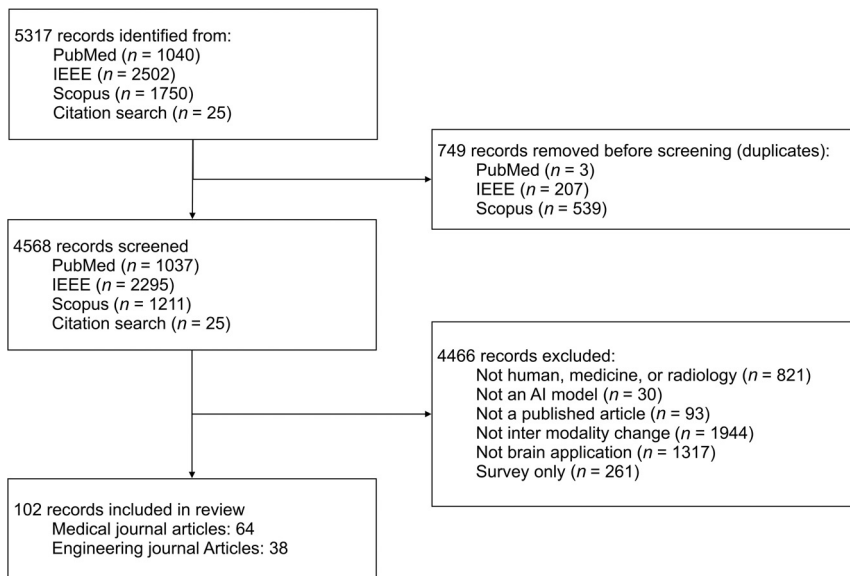 5317 records identified from:
PubMed (n = 1040)
IEEE (n = 2502)
Scopus (n = 1750)
Citation search (n = 25)
749 records removed before screening (duplicates):
PubMed (n = 3)
IEEE (n = 207)
Scopus (n = 539)
4568 records screened
PubMed (n = 1037)
IEEE (n = 2295)
Scopus (n = 1211)
Citation search (n = 25)
4466 records excluded:
Not human, medicine, or radiology (n = 821)
Not an AI model (n = 30)
Not a published article (n = 93)
Not inter modality change (n = 1944)
Not brain application (n = 1317)
Survey only (n = 261)
102 records included in review
Medical journal articles: 64
Engineering journal Articles: 38